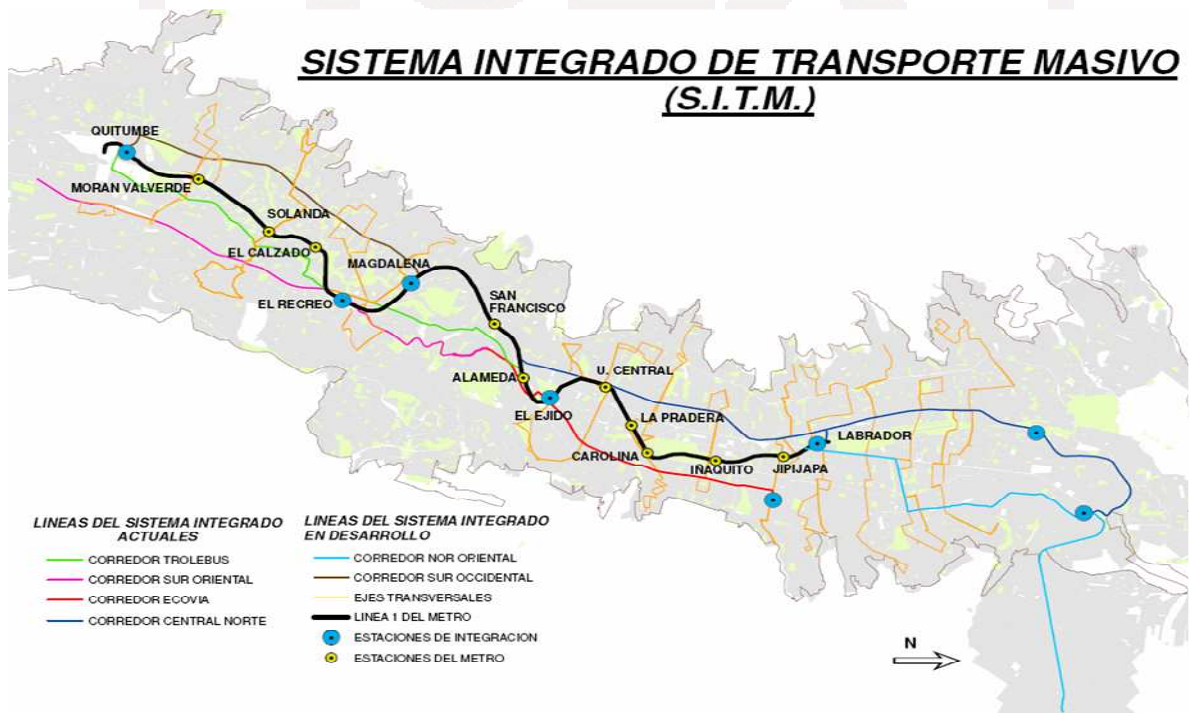 SISTEMA INTEGRADO DE TRANSPORTE MASIVO
(S.I.T.M.)
QUITUMBE
MORAN VALVERDE
SOLANDA
EL CALZADO
MAGDALENA
EL RECREO
SAN
FRANCISCO
ALAMEDA
U. CENTRAL
EL EJIDO
LA PRADERA
CAROLINA
IÑAQUITO
JIPIJAPA
LABRADOR
LINEAS DEL SISTEMA INTEGRADO
ACTUALES
CORREDOR TROLEBUS
CORREDOR SUR ORIENTAL
CORREDOR ECOVIA
CORREDOR CENTRAL NORTE
LINEAS DEL SISTEMA INTEGRADO
EN DESARROLLO
CORREDOR NOR ORIENTAL
CORREDOR SUR OCCIDENTAL
EJES TRANSVERSALES
LINEA 1 DEL METRO
ESTACIONES DE INTEGRACION
ESTACIONES DEL METRO
N